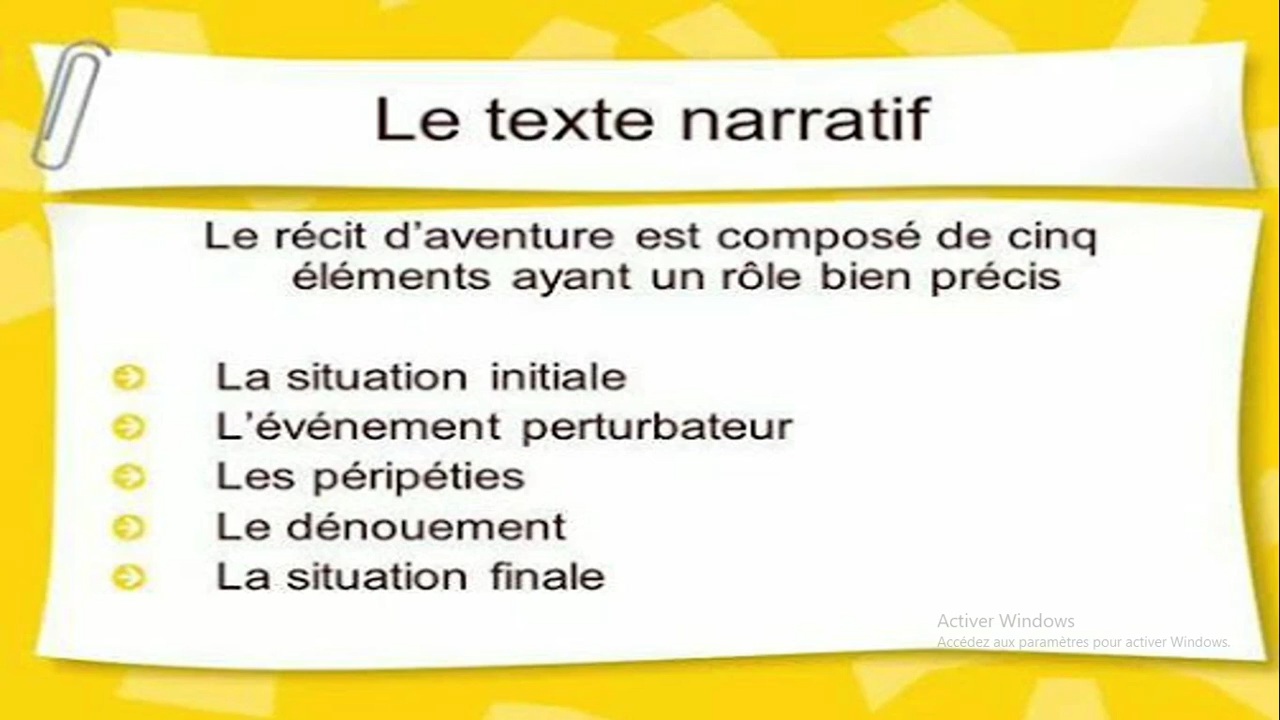 Le texte narratif
Le récit d'aventure est composé de cinq
éléments ayant un rôle bien précis
La situation initiale
L'événement perturbateur
Les péripéties
Le dénouement
La situation finale
Activer Windows
Accédez aux paramètres pour activer Windows.